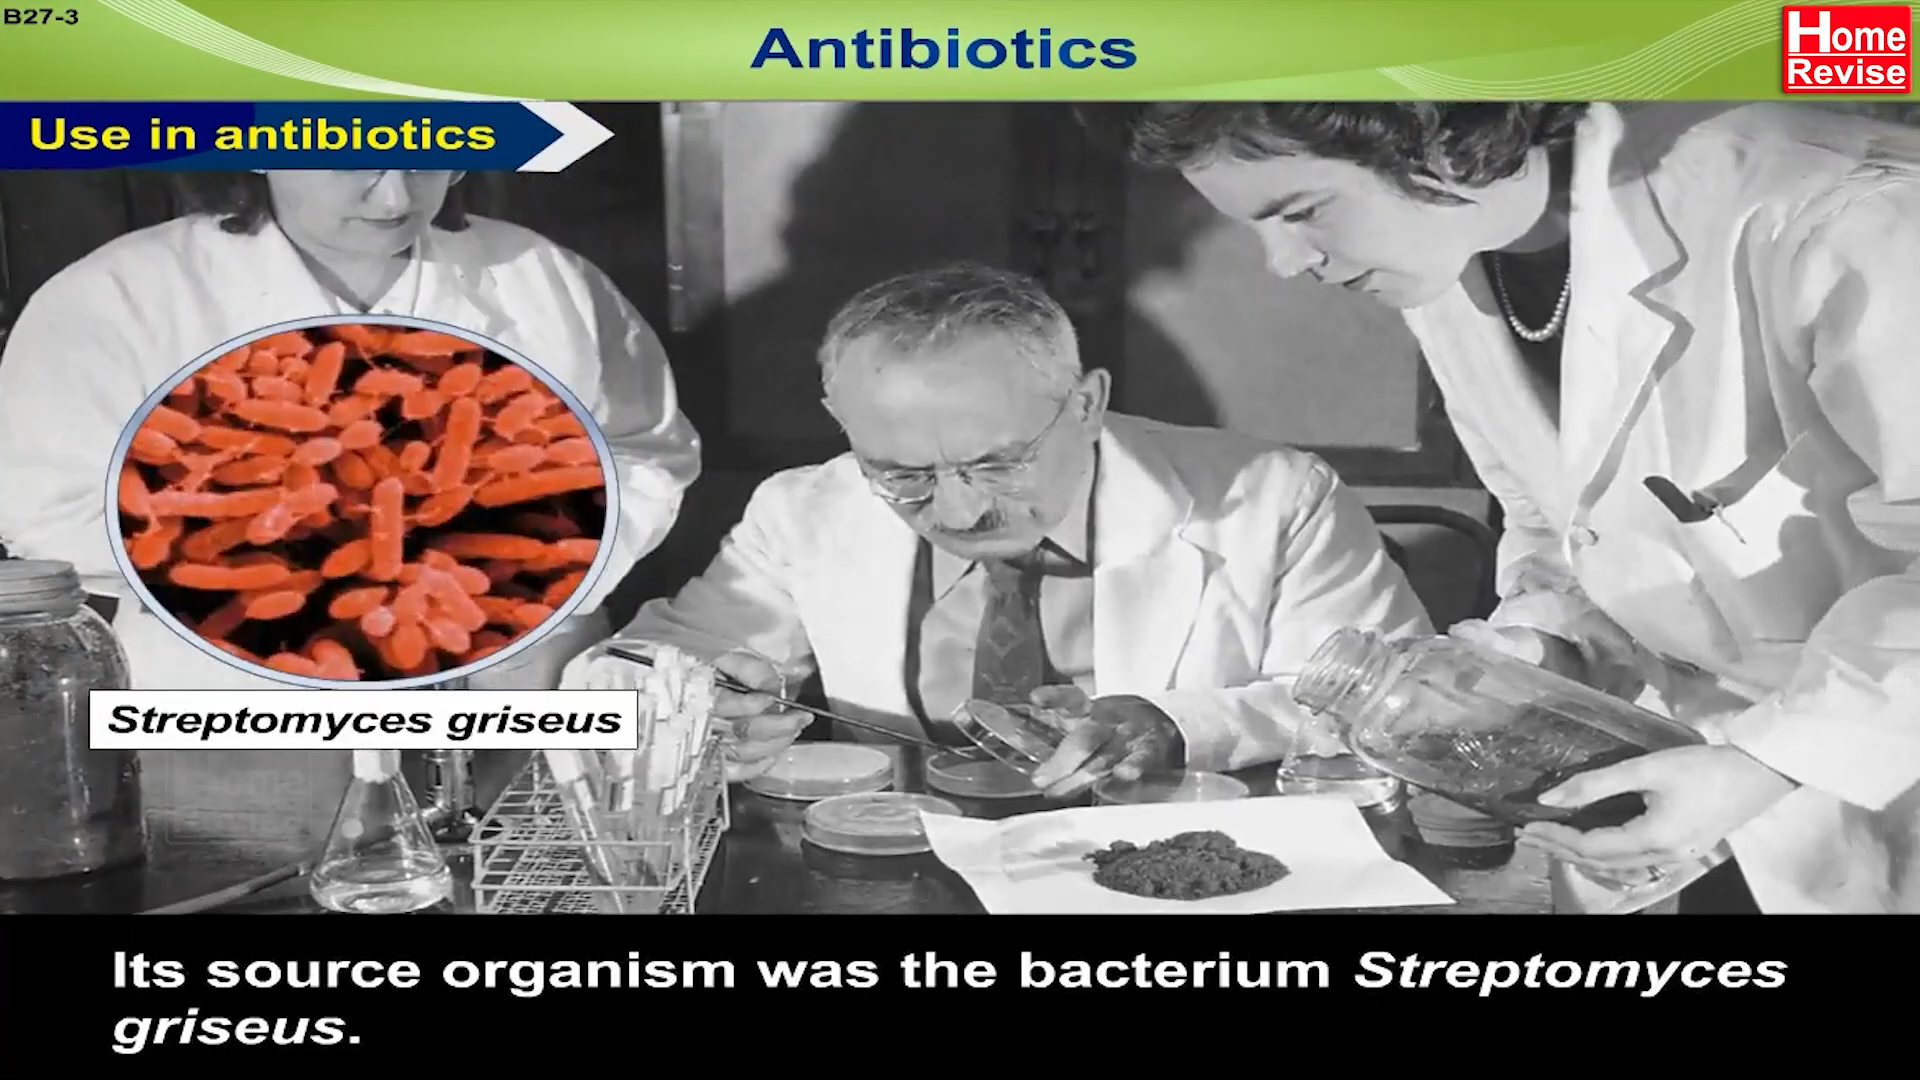 B27-3
Antibiotics
Home
Revise
Use in antibiotics
Streptomyces griseus
Its source organism was the bacterium Streptomyces
griseus.